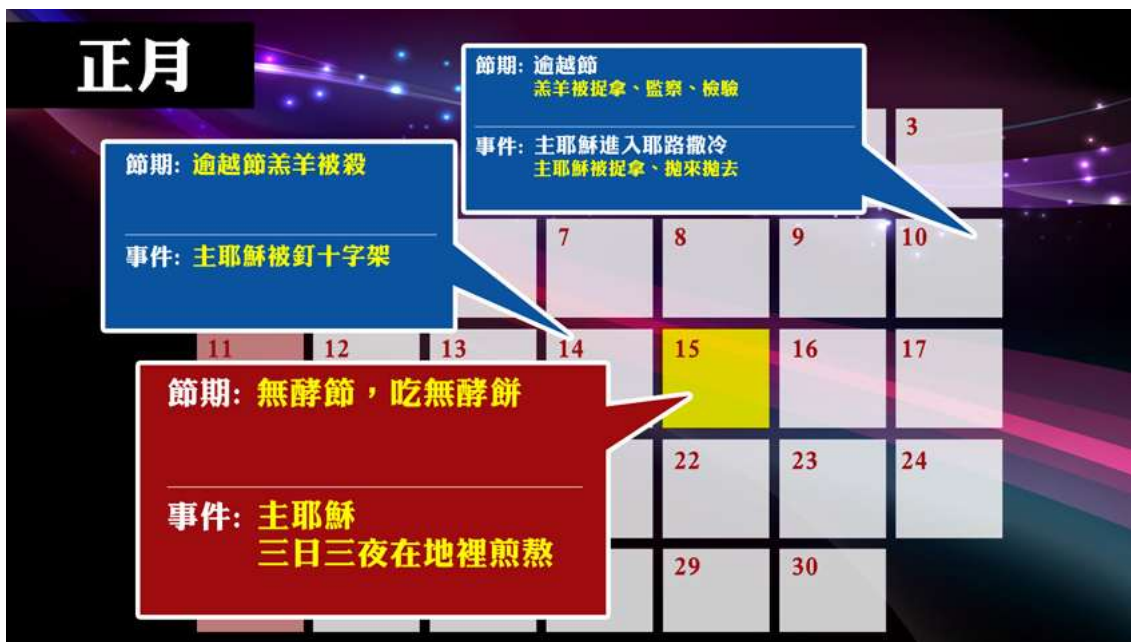 正月
節期: 逾越節
羔羊被捉拿、監察、檢驗
事件: 主耶穌進入耶路撒冷
主耶穌被捉拿、拋來拋去
節期: 逾越節羔羊被殺
事件: 主耶穌被釘十字架
3
7
8
9
10
11
12
13
14
15
16
17
節期: 無酵節，吃無酵餅
事件: 主耶穌
三日三夜在地裡煎熬
22
23
24
29
30